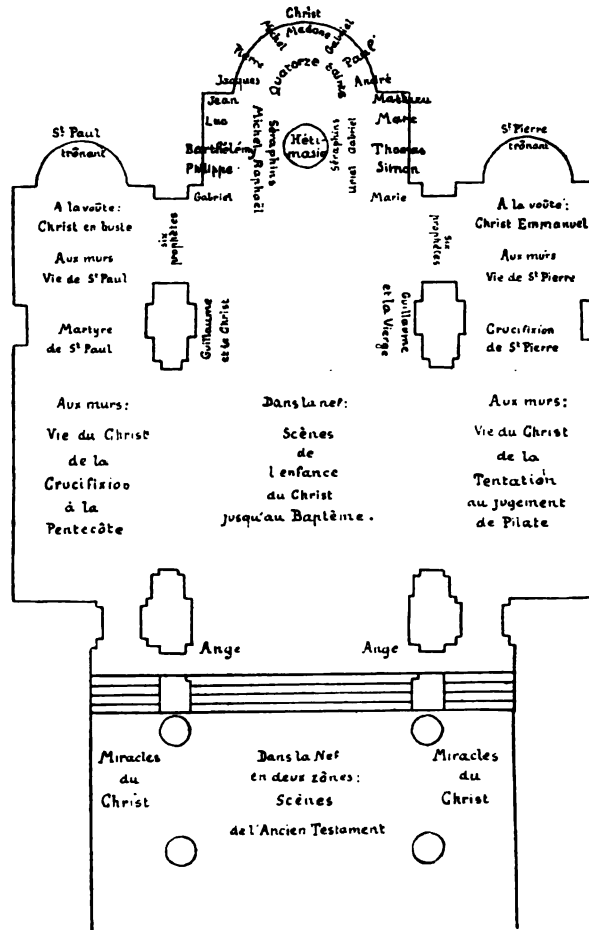 Christ
Madone
Michel
Gabriel
Pierre
Paul
Quatorze Saints
Jacques
André
Jean
Mathieu
Luc
Marc
Barthélémy
Thomas
Philippe
Simon
Gabriel
Marie
Séraphins
Michel, Raphaël
Héti-
masie
Séraphins
Uriel Gabriel
St Paul
trônant
St Pierre
trônant
A la voûte:
Christ en buste
Aux murs
Vie de St Paul
Martyre
de St Paul
six
prophètes
Guillaume
et le Christ
six
prophètes
Guillaume
et la Vierge
A la voûte:
Christ Emmanuel
Aux murs
Vie de St Pierre
Crucifixion
de St Pierre
Aux murs:
Vie du Christ
de la
Crucifixion
à la
Pentecôte
Dans la nef:
Scènes
de
l'enfance
du Christ
jusqu'au Baptême.
Aux murs:
Vie du Christ
de la
Tentation
au jugement
de Pilate
Ange
Ange
Miracles
du
Christ
Dans la Nef
en deux zônes:
Scènes
de l'Ancien Testament
Miracles
du
Christ